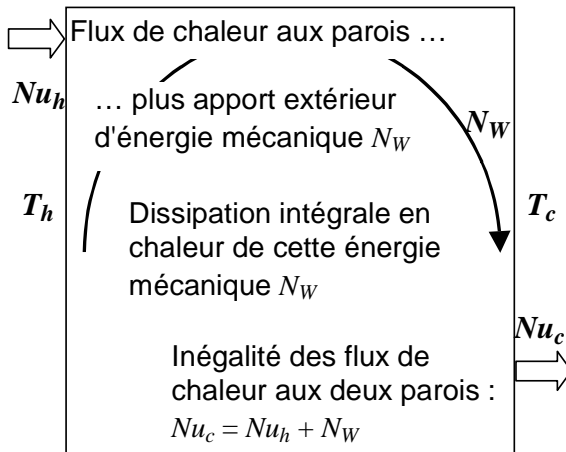 Flux de chaleur aux parois …
Nu_h
… plus apport extérieur
d'énergie mécanique N_W
N_W
T_h
T_c
Dissipation intégrale en
chaleur de cette énergie
mécanique N_W
Nu_c
Inégalité des flux de
chaleur aux deux parois :
Nu_c = Nu_h + N_W